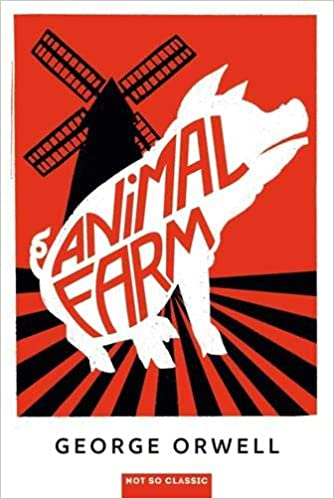 ANiMAL
FARM
GEORGE ORWELL
NOT SO CLASSIC